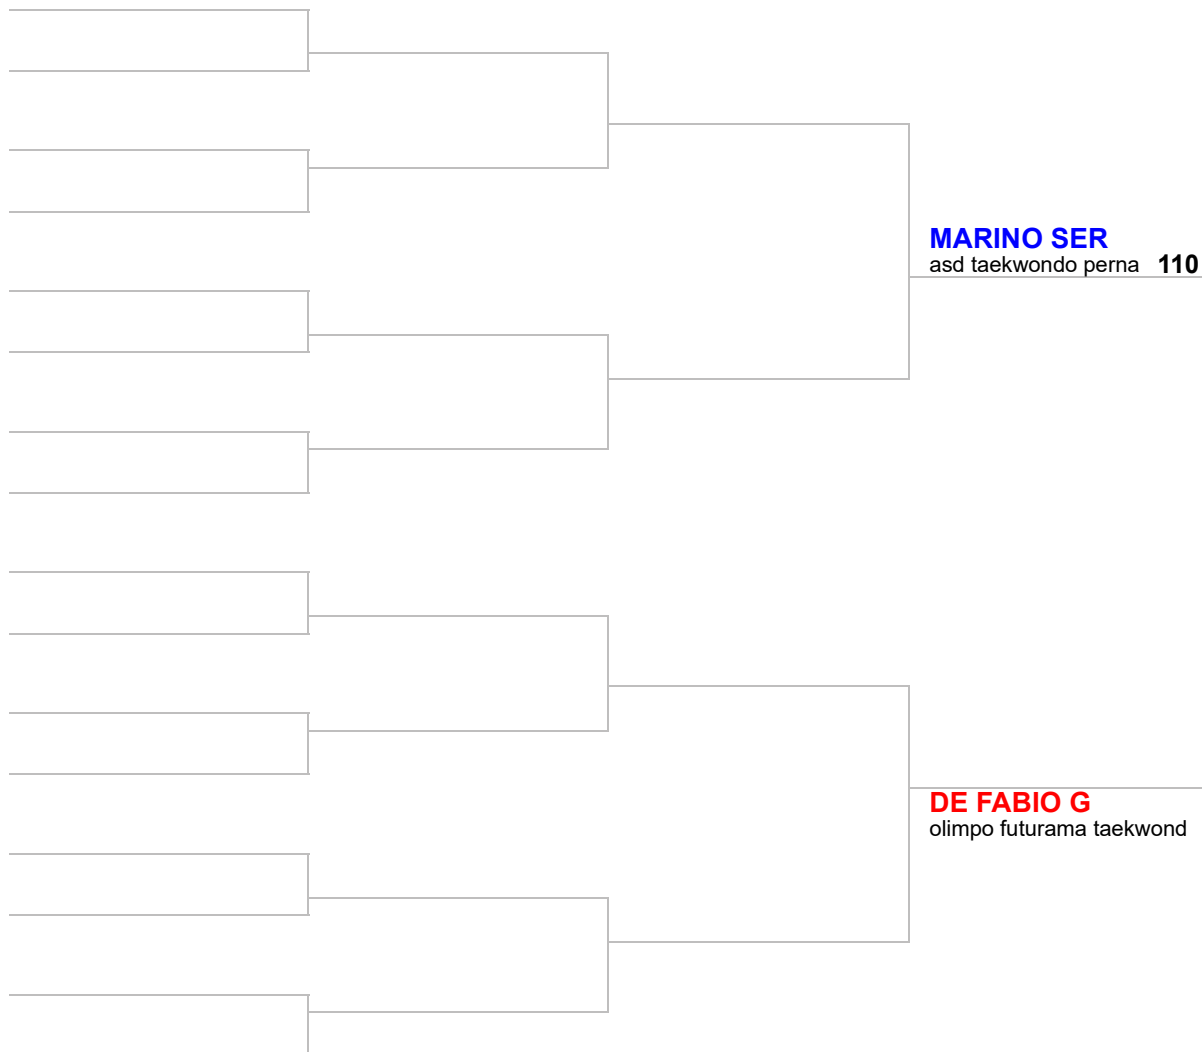 MARINO SER
asd taekwondo perna 110
DE FABIO G
olimpo futurama taekwond